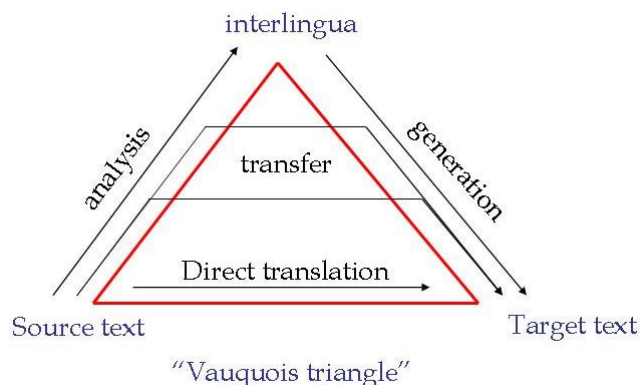 interlingua
analysis
generation
transfer
Direct translation
Source text
Target text
“Vauquois triangle”